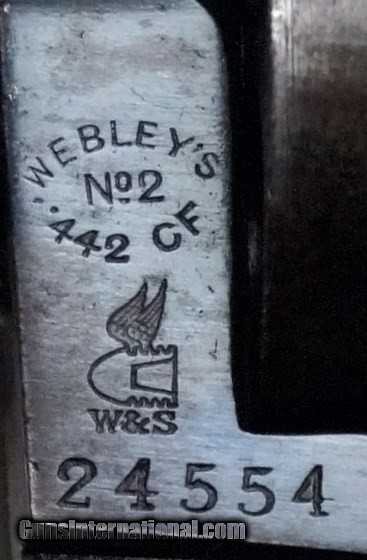 WEBLEY'S
No2
.442 CF
W&S
24554
GunsInternational.com